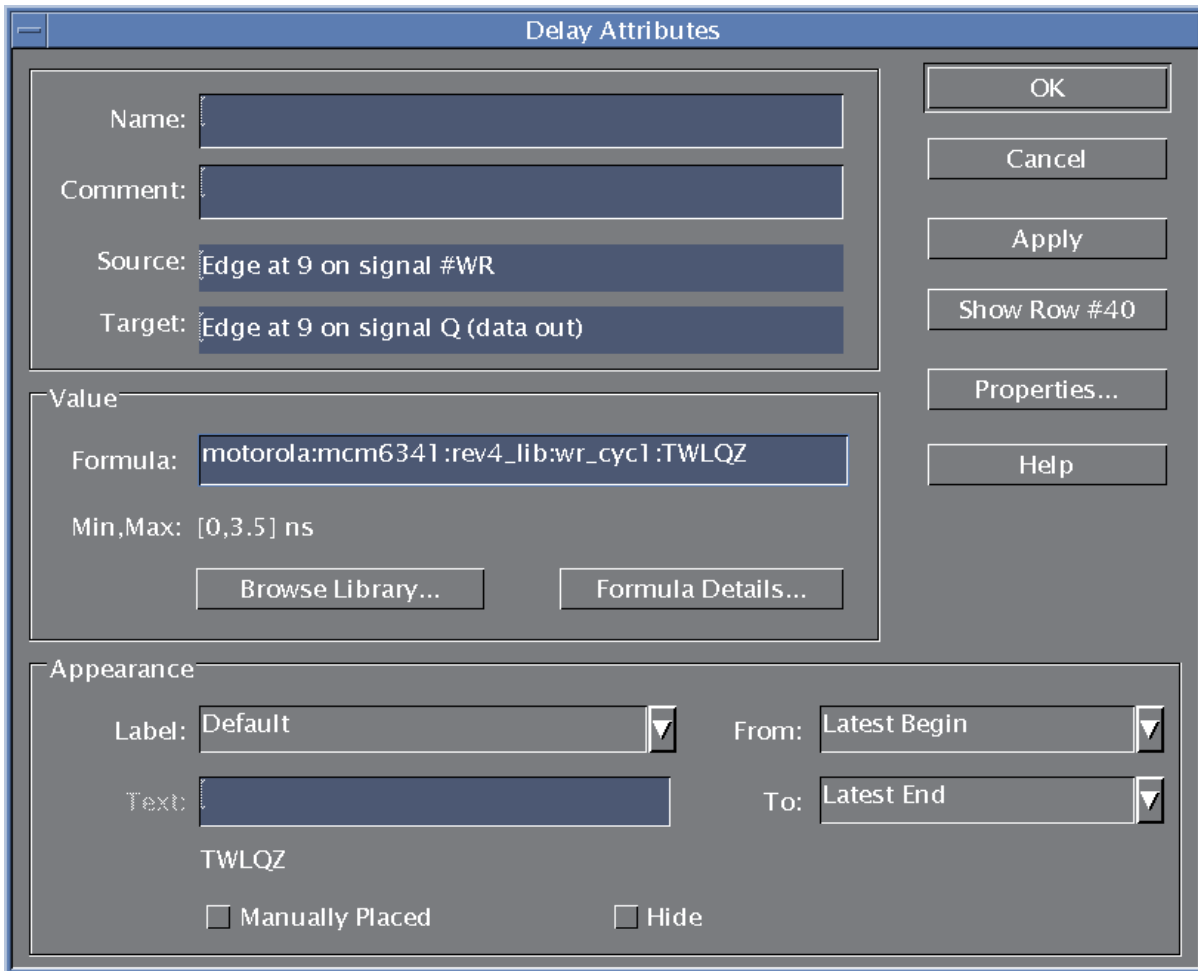 Delay Attributes
Name:
OK
Comment:
Cancel
Source: Edge at 9 on signal #WR
Apply
Target: Edge at 9 on signal Q (data out)
Show Row #40
Value
Properties...
Formula: motorola:mcm6341:rev4_lib:wr_cyc1:TWLQZ
Help
Min,Max: [0,3.5] ns
Browse Library... Formula Details...
Appearance
Label: Default From: Latest Begin
Text: To: Latest End
TWLQZ
Manually Placed Hide